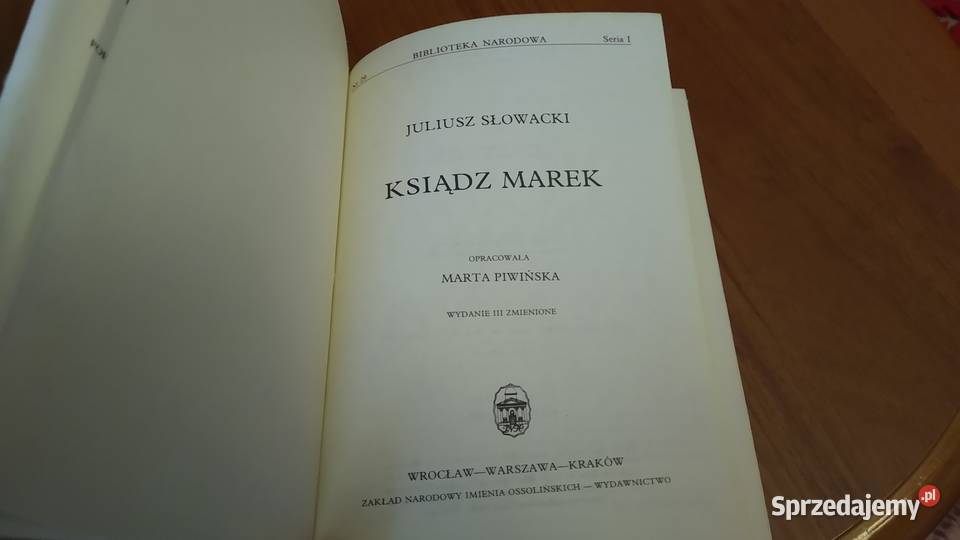 BIBLIOTEKA NARODOWA Seria I
JULIUSZ SŁOWACKI
KSIĄDZ MAREK
OPRACOWAŁA
MARTA PIWIŃSKA
WYDANIE III ZMIENIONE
WROCŁAW—WARSZAWA—KRAKÓW
ZAKŁAD NARODOWY IMIENIA OSSOLIŃSKICH — WYDAWNICTWO
Sprzedajemy.pl